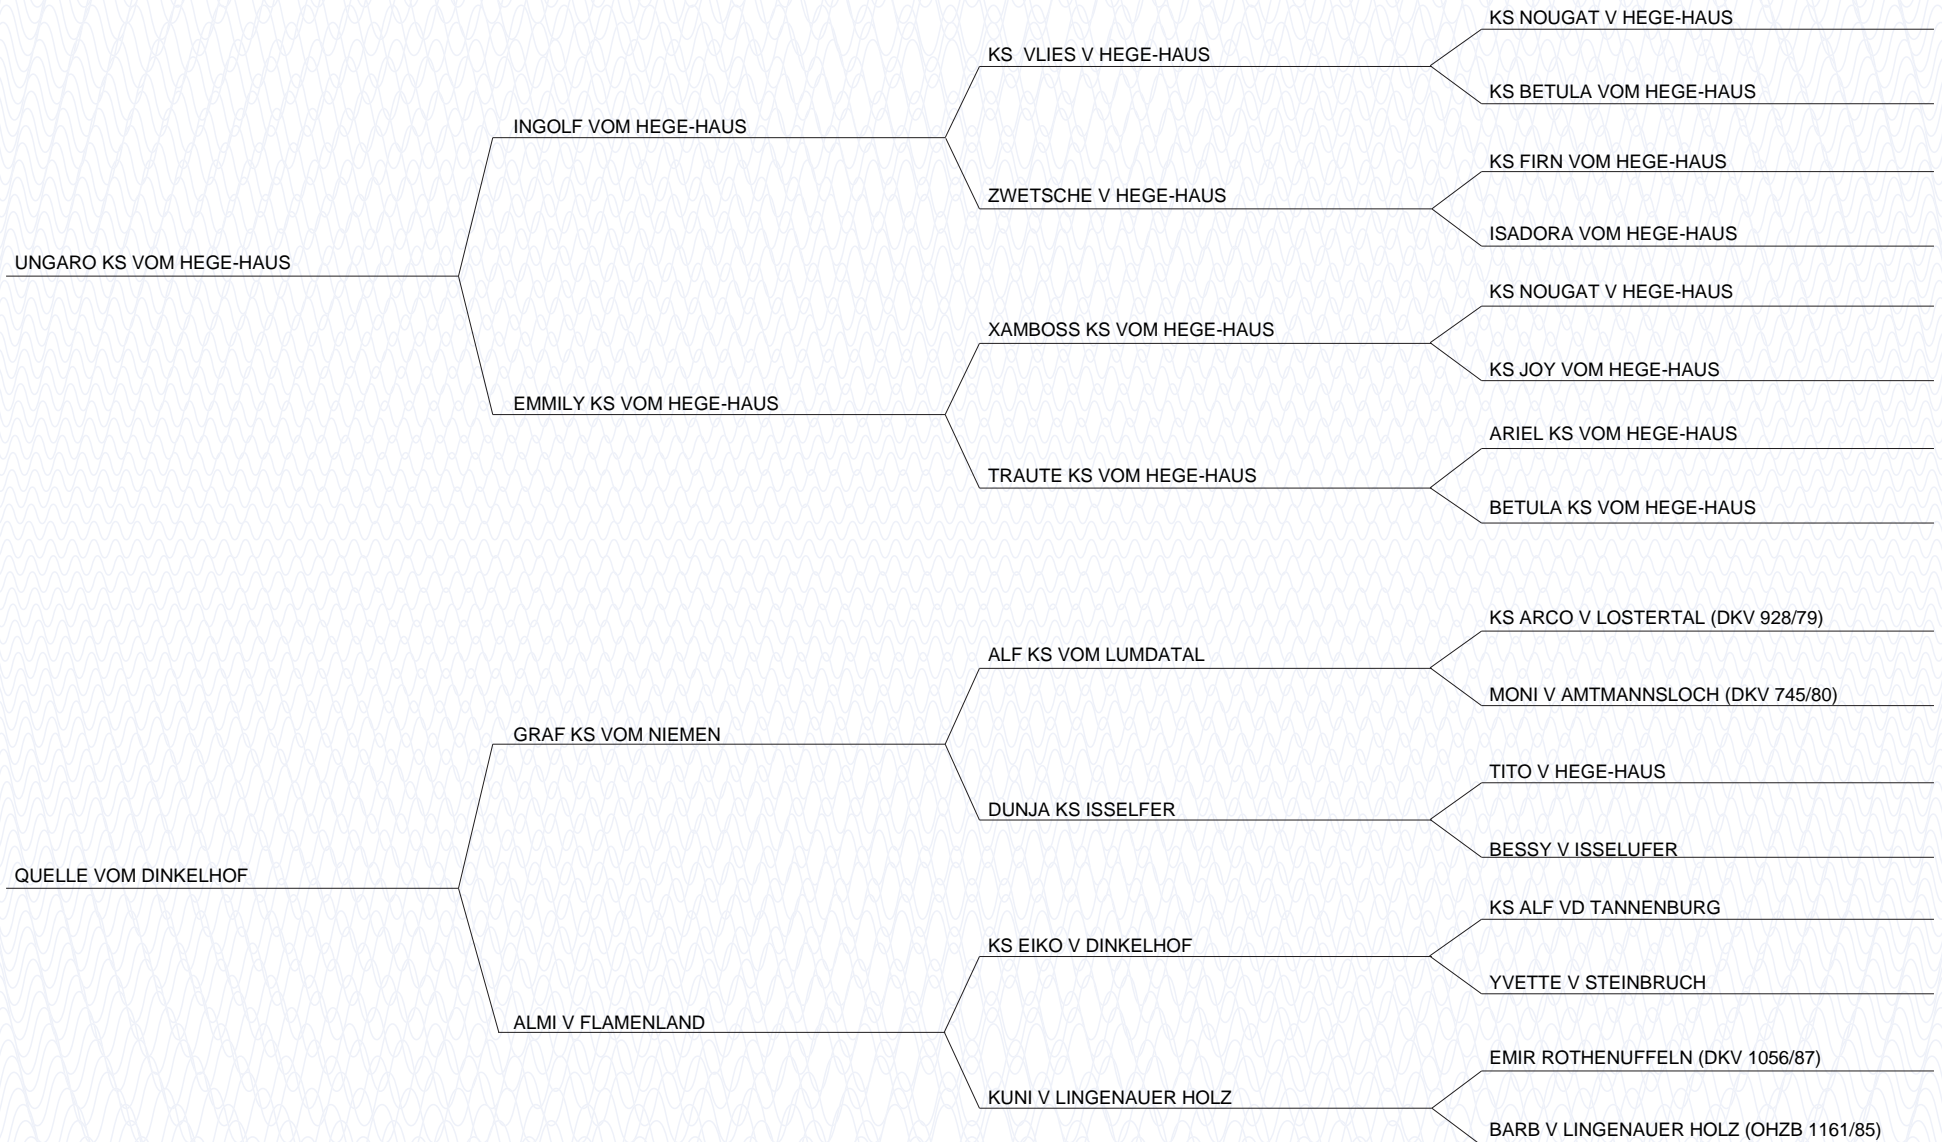 KS NOUGAT V HEGE-HAUS
KS  VLIES V HEGE-HAUS
KS BETULA VOM HEGE-HAUS
INGOLF VOM HEGE-HAUS
KS FIRN VOM HEGE-HAUS
ZWETSCHE V HEGE-HAUS
ISADORA VOM HEGE-HAUS
UNGARO KS VOM HEGE-HAUS
KS NOUGAT V HEGE-HAUS
XAMBOSS KS VOM HEGE-HAUS
KS JOY VOM HEGE-HAUS
EMMILY KS VOM HEGE-HAUS
ARIEL KS VOM HEGE-HAUS
TRAUTE KS VOM HEGE-HAUS
BETULA KS VOM HEGE-HAUS
KS ARCO V LOSTERTAL (DKV 928/79)
ALF KS VOM LUMDATAL
MONI V AMTMANNSLOCH (DKV 745/80)
GRAF KS VOM NIEMEN
TITO V HEGE-HAUS
DUNJA KS ISSELFER
BESSY V ISSELUFER
QUELLE VOM DINKELHOF
KS ALF VD TANNENBURG
KS EIKO V DINKELHOF
YVETTE V STEINBRUCH
ALMI V FLAMENLAND
EMIR ROTHENUFFELN (DKV 1056/87)
KUNI V LINGENAUER HOLZ
BARB V LINGENAUER HOLZ (OHZB 1161/85)